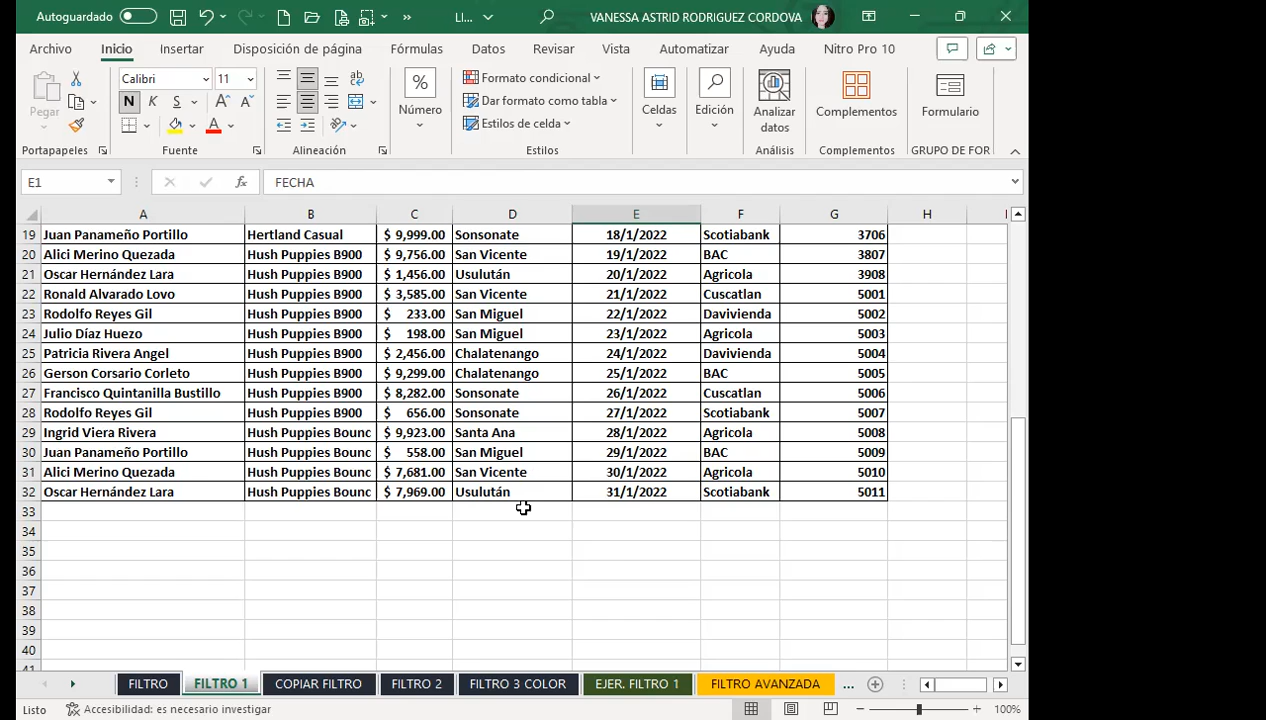 Autoguardado LI... VANESSA ASTRID RODRIGUEZ CORDOVA
Archivo Inicio Insertar Disposición de página Fórmulas Datos Revisar Vista Automatizar Ayuda Nitro Pro 10
Pegar Calibri 11 N K S Número Formato condicional Dar formato como tabla Estilos de celda Celdas Edición Analizar datos Complementos Formulario
Portapapeles Fuente Alineación Estilos Análisis Complementos GRUPO DE FOR
E1 fx FECHA
A B C D E F G H I
19 Juan Panameño Portillo Hertland Casual $ 9,999.00 Sonsonate 18/1/2022 Scotiabank 3706
20 Alici Merino Quezada Hush Puppies B900 $ 9,756.00 San Vicente 19/1/2022 BAC 3807
21 Oscar Hernández Lara Hush Puppies B900 $ 1,456.00 Usulután 20/1/2022 Agricola 3908
22 Ronald Alvarado Lovo Hush Puppies B900 $ 3,585.00 San Vicente 21/1/2022 Cuscatlan 5001
23 Rodolfo Reyes Gil Hush Puppies B900 $ 233.00 San Miguel 22/1/2022 Davivienda 5002
24 Julio Díaz Huezo Hush Puppies B900 $ 198.00 San Miguel 23/1/2022 Agricola 5003
25 Patricia Rivera Angel Hush Puppies B900 $ 2,456.00 Chalatenango 24/1/2022 Davivienda 5004
26 Gerson Corsario Corleto Hush Puppies B900 $ 9,299.00 Chalatenango 25/1/2022 BAC 5005
27 Francisco Quintanilla Bustillo Hush Puppies B900 $ 8,282.00 Sonsonate 26/1/2022 Cuscatlan 5006
28 Rodolfo Reyes Gil Hush Puppies B900 $ 656.00 Sonsonate 27/1/2022 Scotiabank 5007
29 Ingrid Viera Rivera Hush Puppies Bounc $ 9,923.00 Santa Ana 28/1/2022 Agricola 5008
30 Juan Panameño Portillo Hush Puppies Bounc $ 558.00 San Miguel 29/1/2022 BAC 5009
31 Alici Merino Quezada Hush Puppies Bounc $ 7,681.00 San Vicente 30/1/2022 Agricola 5010
32 Oscar Hernández Lara Hush Puppies Bounc $ 7,969.00 Usulután 31/1/2022 Scotiabank 5011
33
34
35
36
37
38
39
40
41
FILTRO FILTRO 1 COPIAR FILTRO FILTRO 2 FILTRO 3 COLOR EJER. FILTRO 1 FILTRO AVANZADA ...
Listo Accesibilidad: es necesario investigar 100%